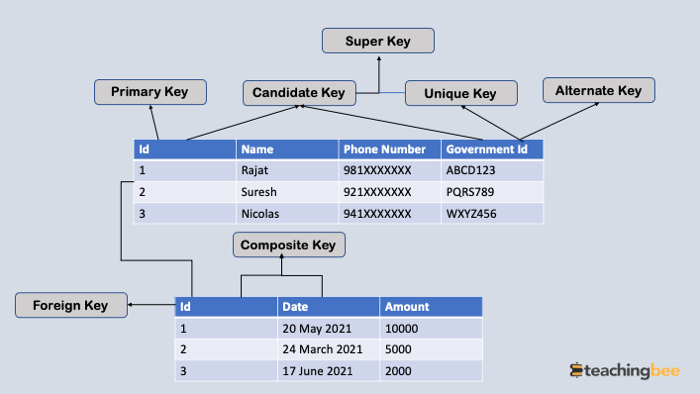 Super Key
Primary Key
Candidate Key
Unique Key
Alternate Key
Id Name Phone Number Government Id
1 Rajat 981XXXXXXX ABCD123
2 Suresh 921XXXXXXX PQRS789
3 Nicolas 941XXXXXXX WXYZ456
Composite Key
Foreign Key
Id Date Amount
1 20 May 2021 10000
2 24 March 2021 5000
3 17 June 2021 2000
teachingbee